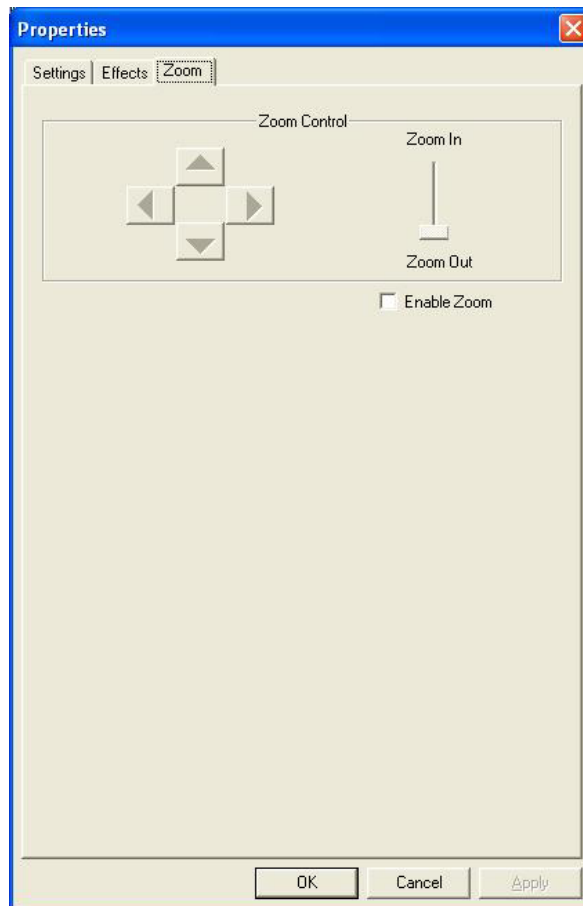 Properties
Settings Effects Zoom
Zoom Control
Zoom In
Zoom Out
Enable Zoom
OK Cancel Apply